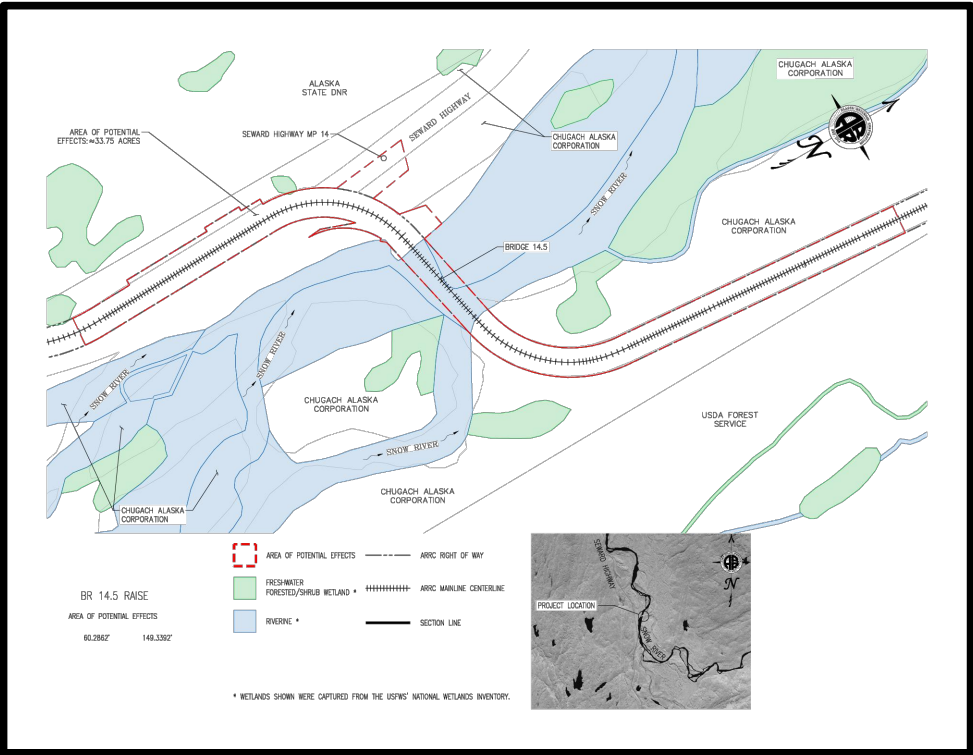 CHUGACH ALASKA
CORPORATION
ALASKA
STATE DNR
SEWARD HIGHWAY
AREA OF POTENTIAL
EFFECTS:≈33.75 ACRES
SEWARD HIGHWAY MP 14
CHUGACH ALASKA
CORPORATION
N
SNOW RIVER
CHUGACH ALASKA
CORPORATION
BRIDGE 14.5
SNOW RIVER
SNOW RIVER
CHUGACH ALASKA
CORPORATION
USDA FOREST
SERVICE
SNOW RIVER
CHUGACH ALASKA
CORPORATION
CHUGACH ALASKA
CORPORATION
AREA OF POTENTIAL EFFECTS
ARRC RIGHT OF WAY
FRESHWATER
FORESTED/SHRUB WETLAND *
ARRC MAINLINE CENTERLINE
RIVERINE *
SECTION LINE
BR 14.5 RAISE
AREA OF POTENTIAL EFFECTS
60.2862° 149.3392°
SEWARD HIGHWAY
N
PROJECT LOCATION
SNOW RIVER
* WETLANDS SHOWN WERE CAPTURED FROM THE USFWS' NATIONAL WETLANDS INVENTORY.